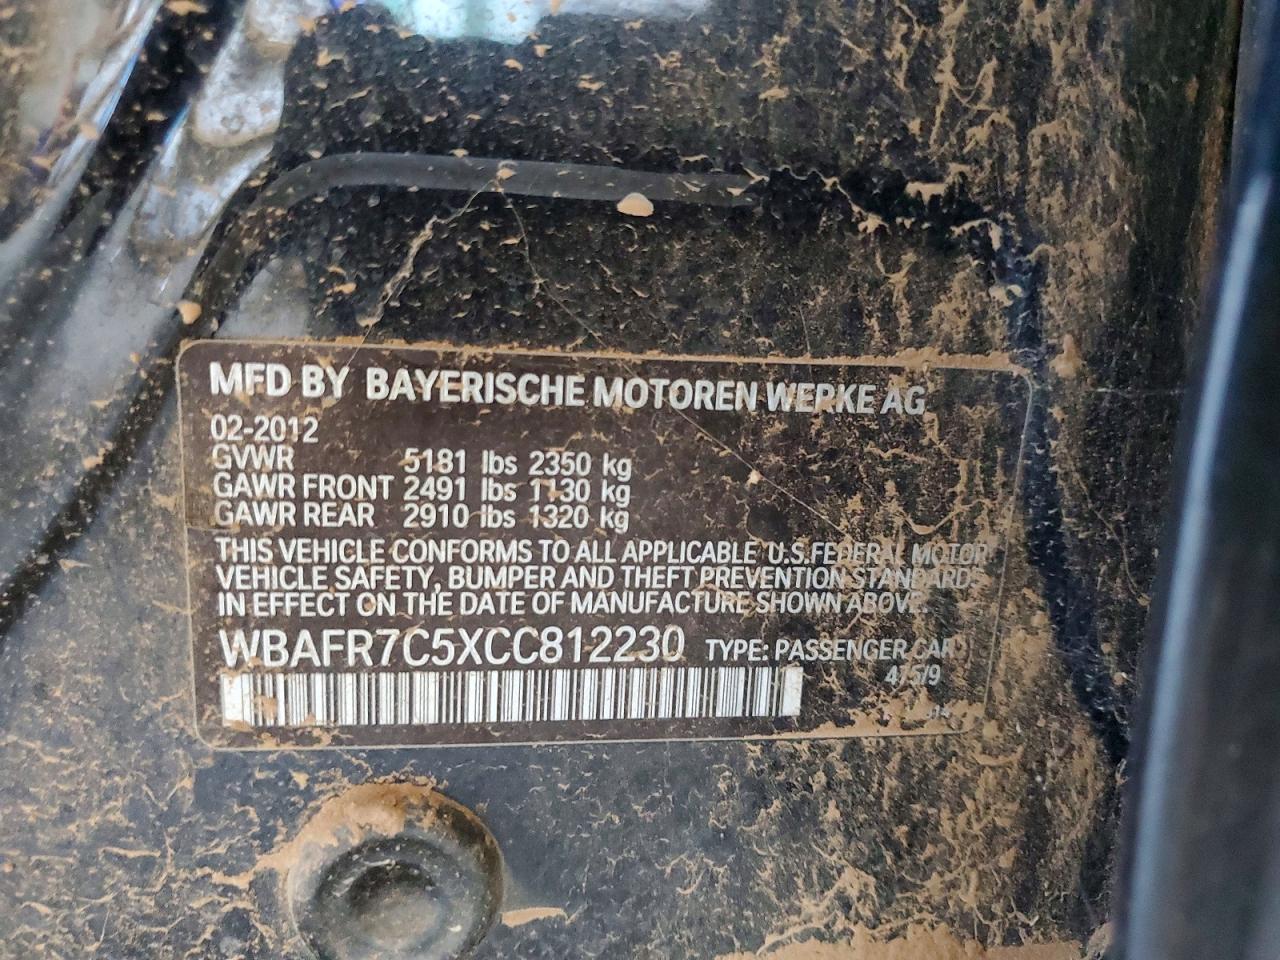 MFD BY BAYERISCHE MOTOREN WERKE AG
02-2012
GVWR 5181 lbs 2350 kg
GAWR FRONT 2491 lbs 1130 kg
GAWR REAR 2910 lbs 1320 kg
THIS VEHICLE CONFORMS TO ALL APPLICABLE U.S.FEDERAL MOTOR
VEHICLE SAFETY, BUMPER AND THEFT PREVENTION STANDARDS
IN EFFECT ON THE DATE OF MANUFACTURE SHOWN ABOVE.
WBAFR7C5XCC812230 TYPE: PASSENGER CAR
475/9